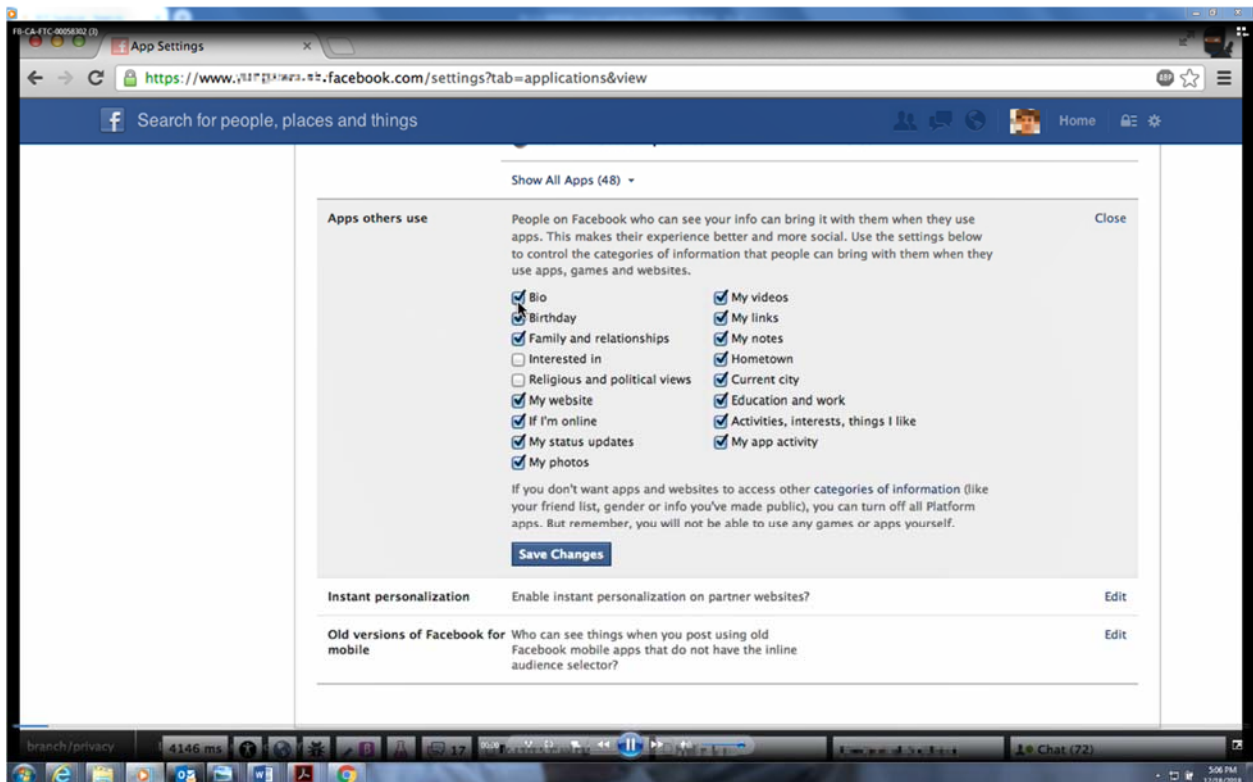 FB-CA-FTC-00058302 (3)
App Settings
https://www. .facebook.com/settings?tab=applications&view
ABP
Search for people, places and things
Home
Show All Apps (48)
Apps others use
People on Facebook who can see your info can bring it with them when they use
apps. This makes their experience better and more social. Use the settings below
to control the categories of information that people can bring with them when they
use apps, games and websites.
Close
Bio
Birthday
Family and relationships
Interested in
Religious and political views
My website
If I'm online
My status updates
My photos
My videos
My links
My notes
Hometown
Current city
Education and work
Activities, interests, things I like
My app activity
If you don't want apps and websites to access other categories of information (like
your friend list, gender or info you've made public), you can turn off all Platform
apps. But remember, you will not be able to use any games or apps yourself.
Save Changes
Instant personalization
Enable instant personalization on partner websites?
Edit
Old versions of Facebook for
mobile
Who can see things when you post using old
Facebook mobile apps that do not have the inline
audience selector?
Edit
branch/privacy
4146 ms
17
Chat (72)
5:06 PM